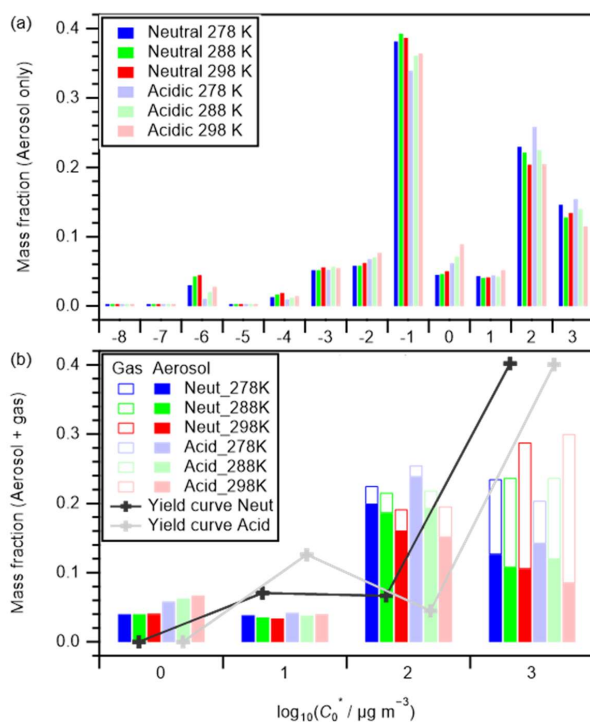 (a)
0.4
0.3
0.2
0.1
0.0
Mass fraction (Aerosol only)
Neutral 278 K
Neutral 288 K
Neutral 298 K
Acidic 278 K
Acidic 288 K
Acidic 298 K
-8 -7 -6 -5 -4 -3 -2 -1 0 1 2 3
(b)
0.4
0.3
0.2
0.1
0.0
Mass fraction (Aerosol + gas)
Gas Aerosol
Neut_278K
Neut_288K
Neut_298K
Acid_278K
Acid_288K
Acid_298K
Yield curve Neut
Yield curve Acid
0 1 2 3
log₁₀(C₀* / µg m⁻³)